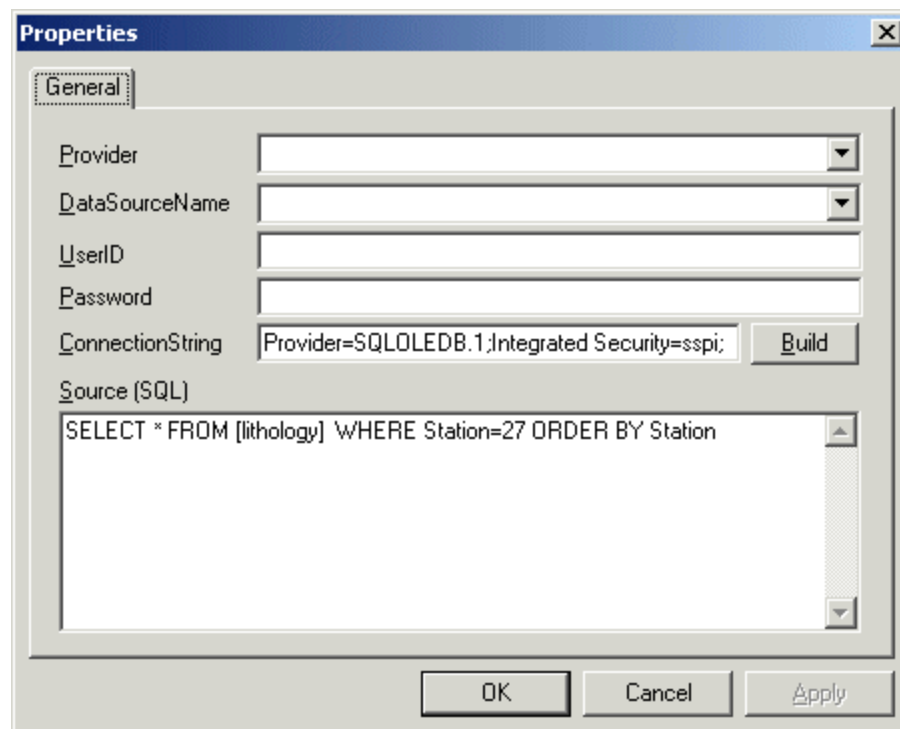 Properties
General
Provider
DataSourceName
UserID
Password
ConnectionString Provider=SQLOLEDB.1;Integrated Security=sspi; Build
Source (SQL)
SELECT * FROM [lithology]  WHERE Station=27 ORDER BY Station
OK Cancel Apply